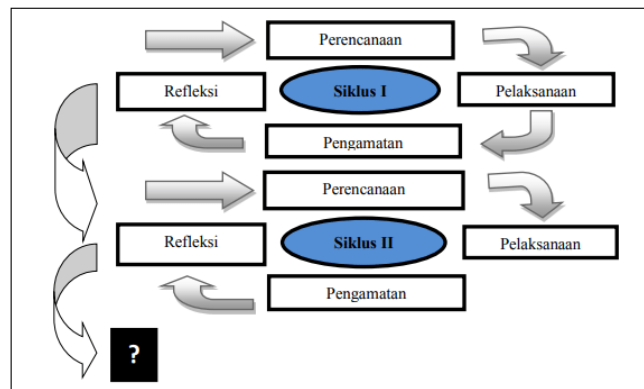 Perencanaan
Refleksi
Siklus I
Pelaksanaan
Pengamatan
Perencanaan
Refleksi
Siklus II
Pelaksanaan
Pengamatan
?